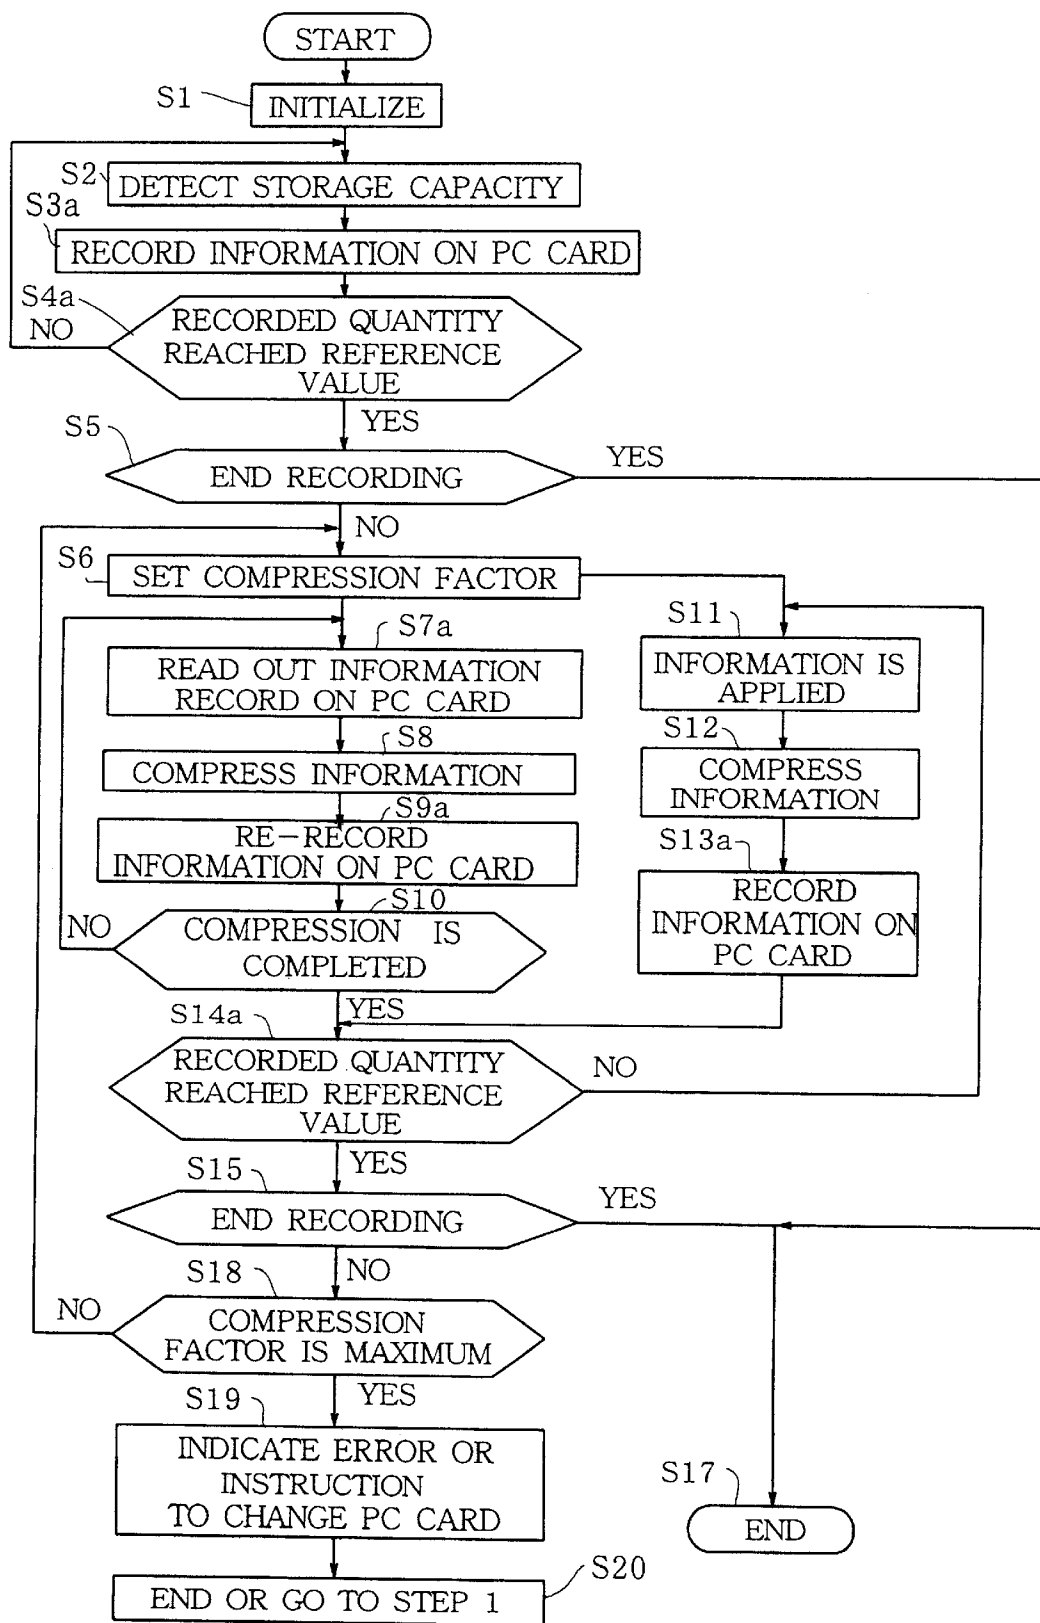 START
S1
INITIALIZE
S2
DETECT STORAGE CAPACITY
S3a
RECORD INFORMATION ON PC CARD
S4a
NO
RECORDED QUANTITY
REACHED REFERENCE
VALUE
YES
S5
END RECORDING
YES
NO
S6
SET COMPRESSION FACTOR
S7a
READ OUT INFORMATION
RECORD ON PC CARD
S8
COMPRESS INFORMATION
S9a
RE-RECORD
INFORMATION ON PC CARD
S10
NO
COMPRESSION IS
COMPLETED
YES
S11
INFORMATION IS
APPLIED
S12
COMPRESS
INFORMATION
S13a
RECORD
INFORMATION ON
PC CARD
S14a
RECORDED QUANTITY
REACHED REFERENCE
VALUE
NO
YES
S15
END RECORDING
YES
NO
S18
NO
COMPRESSION
FACTOR IS MAXIMUM
YES
S19
INDICATE ERROR OR
INSTRUCTION
TO CHANGE PC CARD
S17
END
S20
END OR GO TO STEP 1